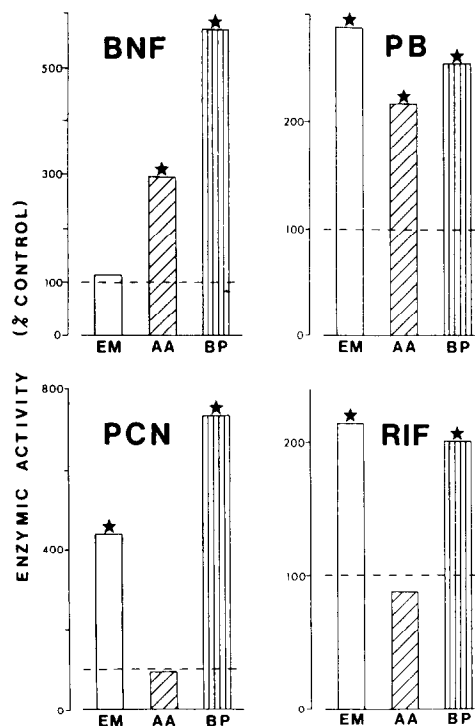 ENZYMIC ACTIVITY (% CONTROL)
BNF
500
300
100
0
EM AA BP
PB
200
100
0
EM AA BP
PCN
800
400
0
EM AA BP
RIF
200
100
0
EM AA BP